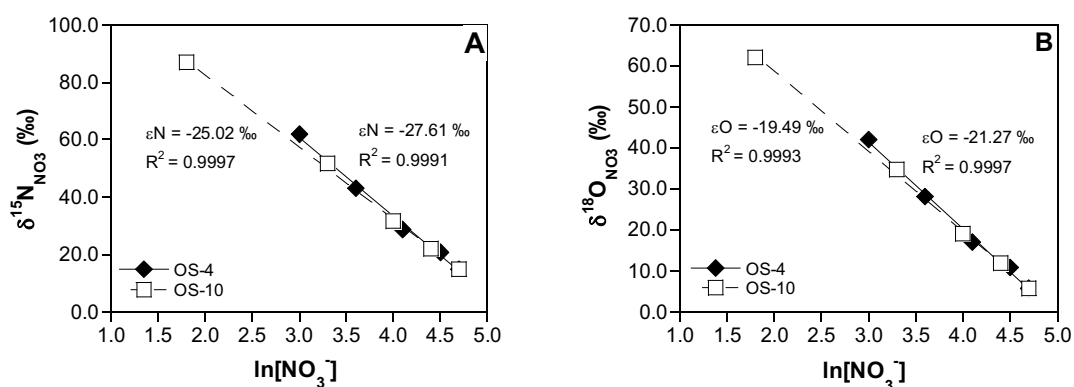 A
100.0
80.0
60.0
40.0
20.0
0.0
δ15N NO3 (‰)
εN = -25.02 ‰
R2 = 0.9997
εN = -27.61 ‰
R2 = 0.9991
OS-4
OS-10
1.0 1.5 2.0 2.5 3.0 3.5 4.0 4.5 5.0
ln[NO3-]
B
70.0
60.0
50.0
40.0
30.0
20.0
10.0
0.0
δ18O NO3 (‰)
εO = -19.49 ‰
R2 = 0.9993
εO = -21.27 ‰
R2 = 0.9997
OS-4
OS-10
1.0 1.5 2.0 2.5 3.0 3.5 4.0 4.5 5.0
ln[NO3-]